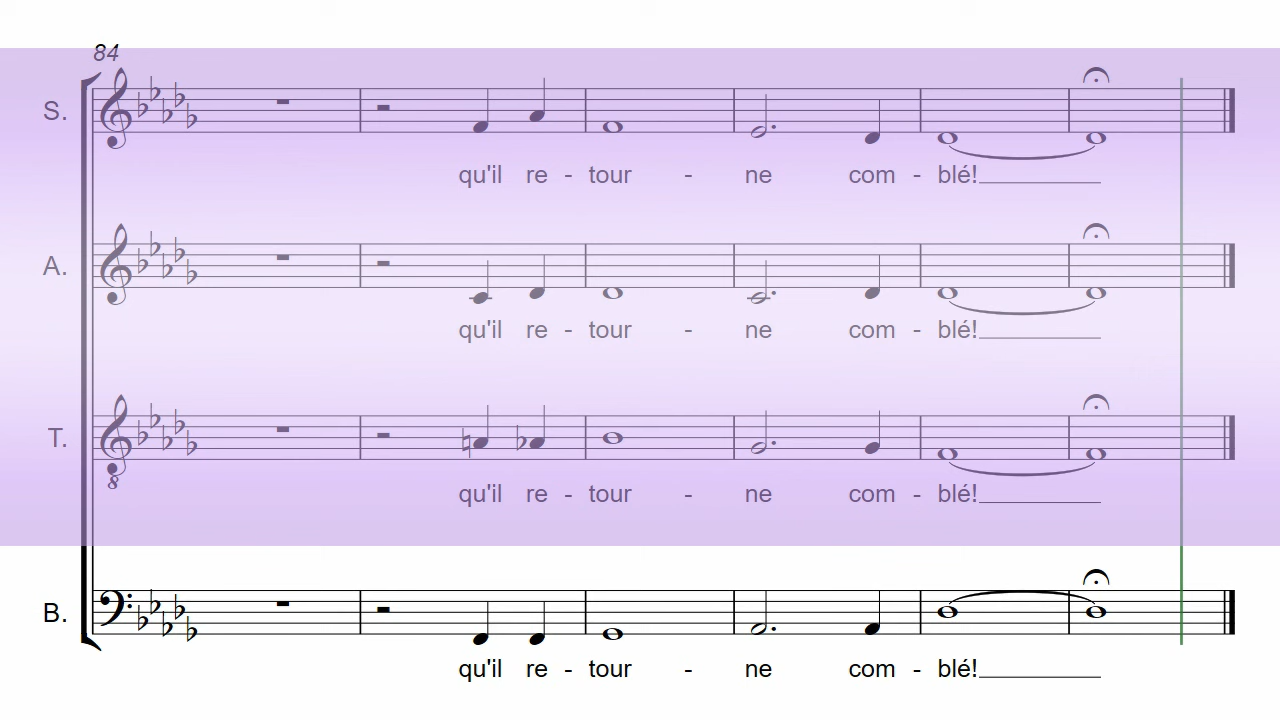 84
S.
qu'il re - tour - ne com - blé!
A.
qu'il re - tour - ne com - blé!
T.
8
qu'il re - tour - ne com - blé!
B.
qu'il re - tour - ne com - blé!